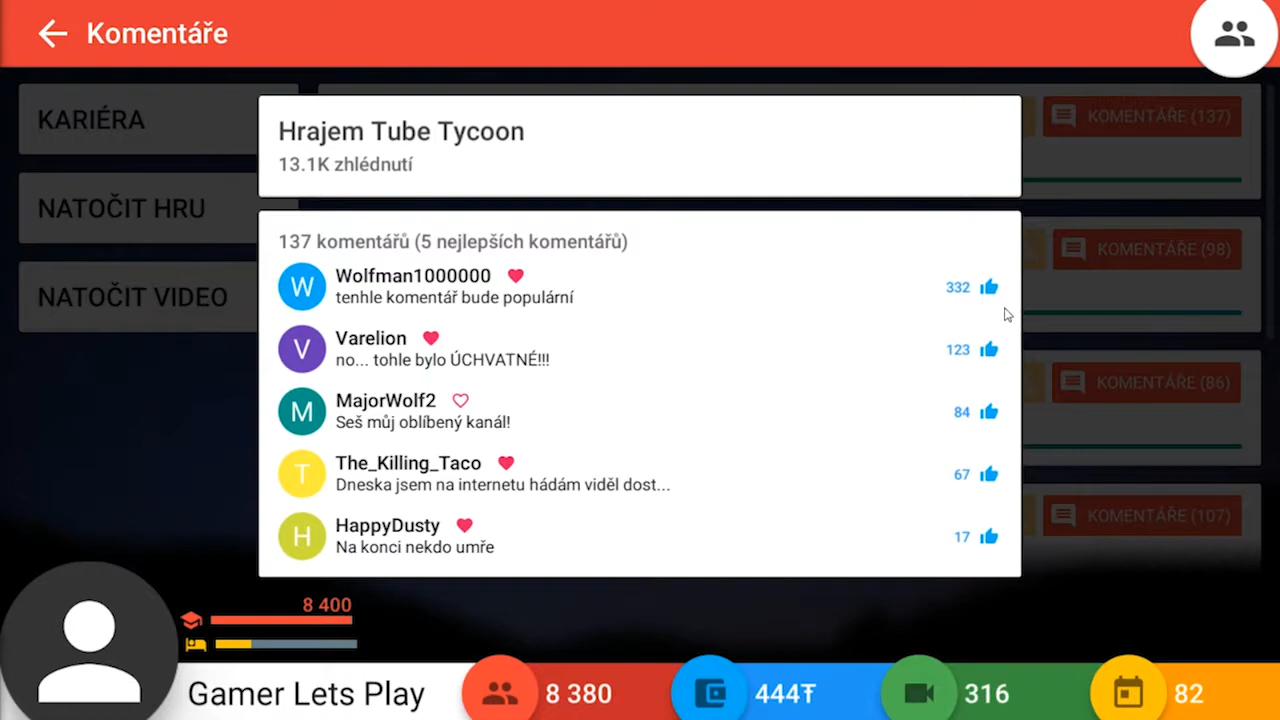 Komentáře
KARIÉRA
NATOČIT HRU
NATOČIT VIDEO
KOMENTÁŘE (137)
KOMENTÁŘE (98)
KOMENTÁŘE (86)
KOMENTÁŘE (107)
Hrajem Tube Tycoon
13.1K zhlédnutí
137 komentářů (5 nejlepších komentářů)
W
Wolfman1000000
tenhle komentář bude populární
332
V
Varelion
no... tohle bylo ÚCHVATNÉ!!!
123
M
MajorWolf2
Seš můj oblíbený kanál!
84
T
The_Killing_Taco
Dneska jsem na internetu hádám viděl dost...
67
H
HappyDusty
Na konci nekdo umře
17
8 400
Gamer Lets Play
8 380
444Ŧ
316
82